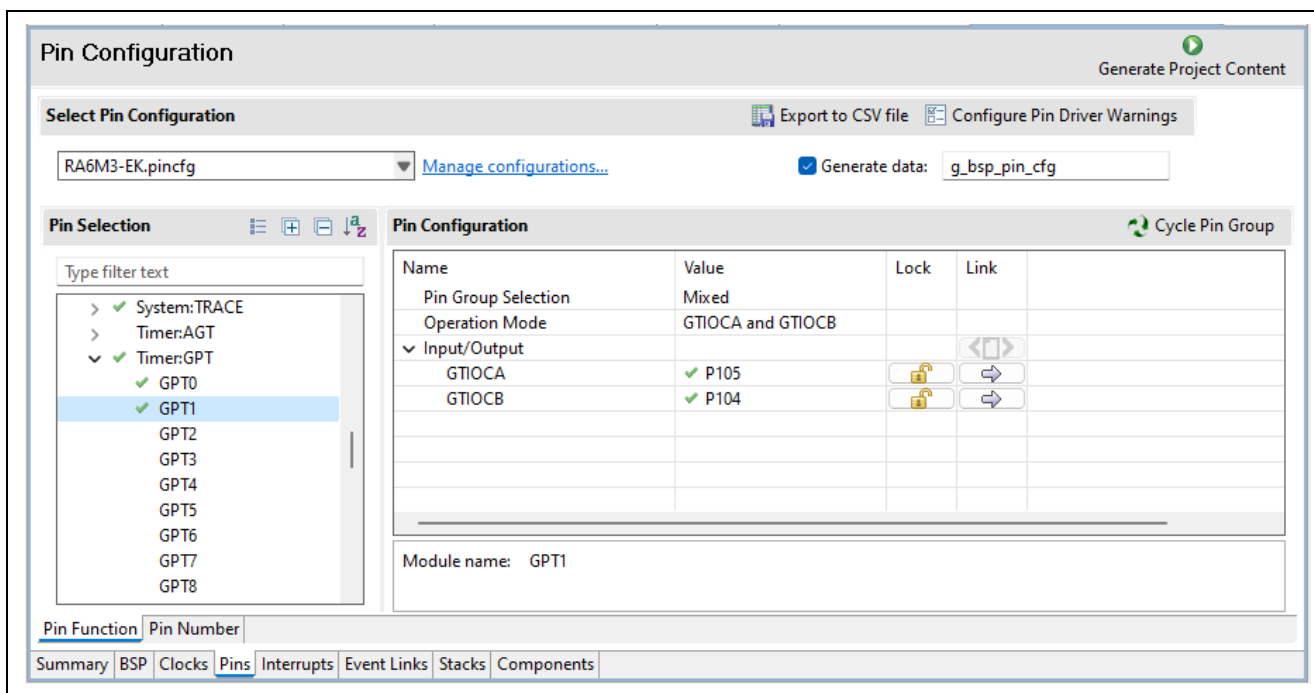 Pin Configuration
Generate Project Content
Select Pin Configuration
Export to CSV file
Configure Pin Driver Warnings
RA6M3-EK.pincfg
Manage configurations...
Generate data:
g_bsp_pin_cfg
Pin Selection
Type filter text
System:TRACE
Timer:AGT
Timer:GPT
GPT0
GPT1
GPT2
GPT3
GPT4
GPT5
GPT6
GPT7
GPT8
Pin Configuration
Cycle Pin Group
Name Value Lock Link
Pin Group Selection Mixed
Operation Mode GTIOCA and GTIOCB
Input/Output
GTIOCA P105
GTIOCB P104
Module name: GPT1
Pin Function Pin Number
Summary BSP Clocks Pins Interrupts Event Links Stacks Components